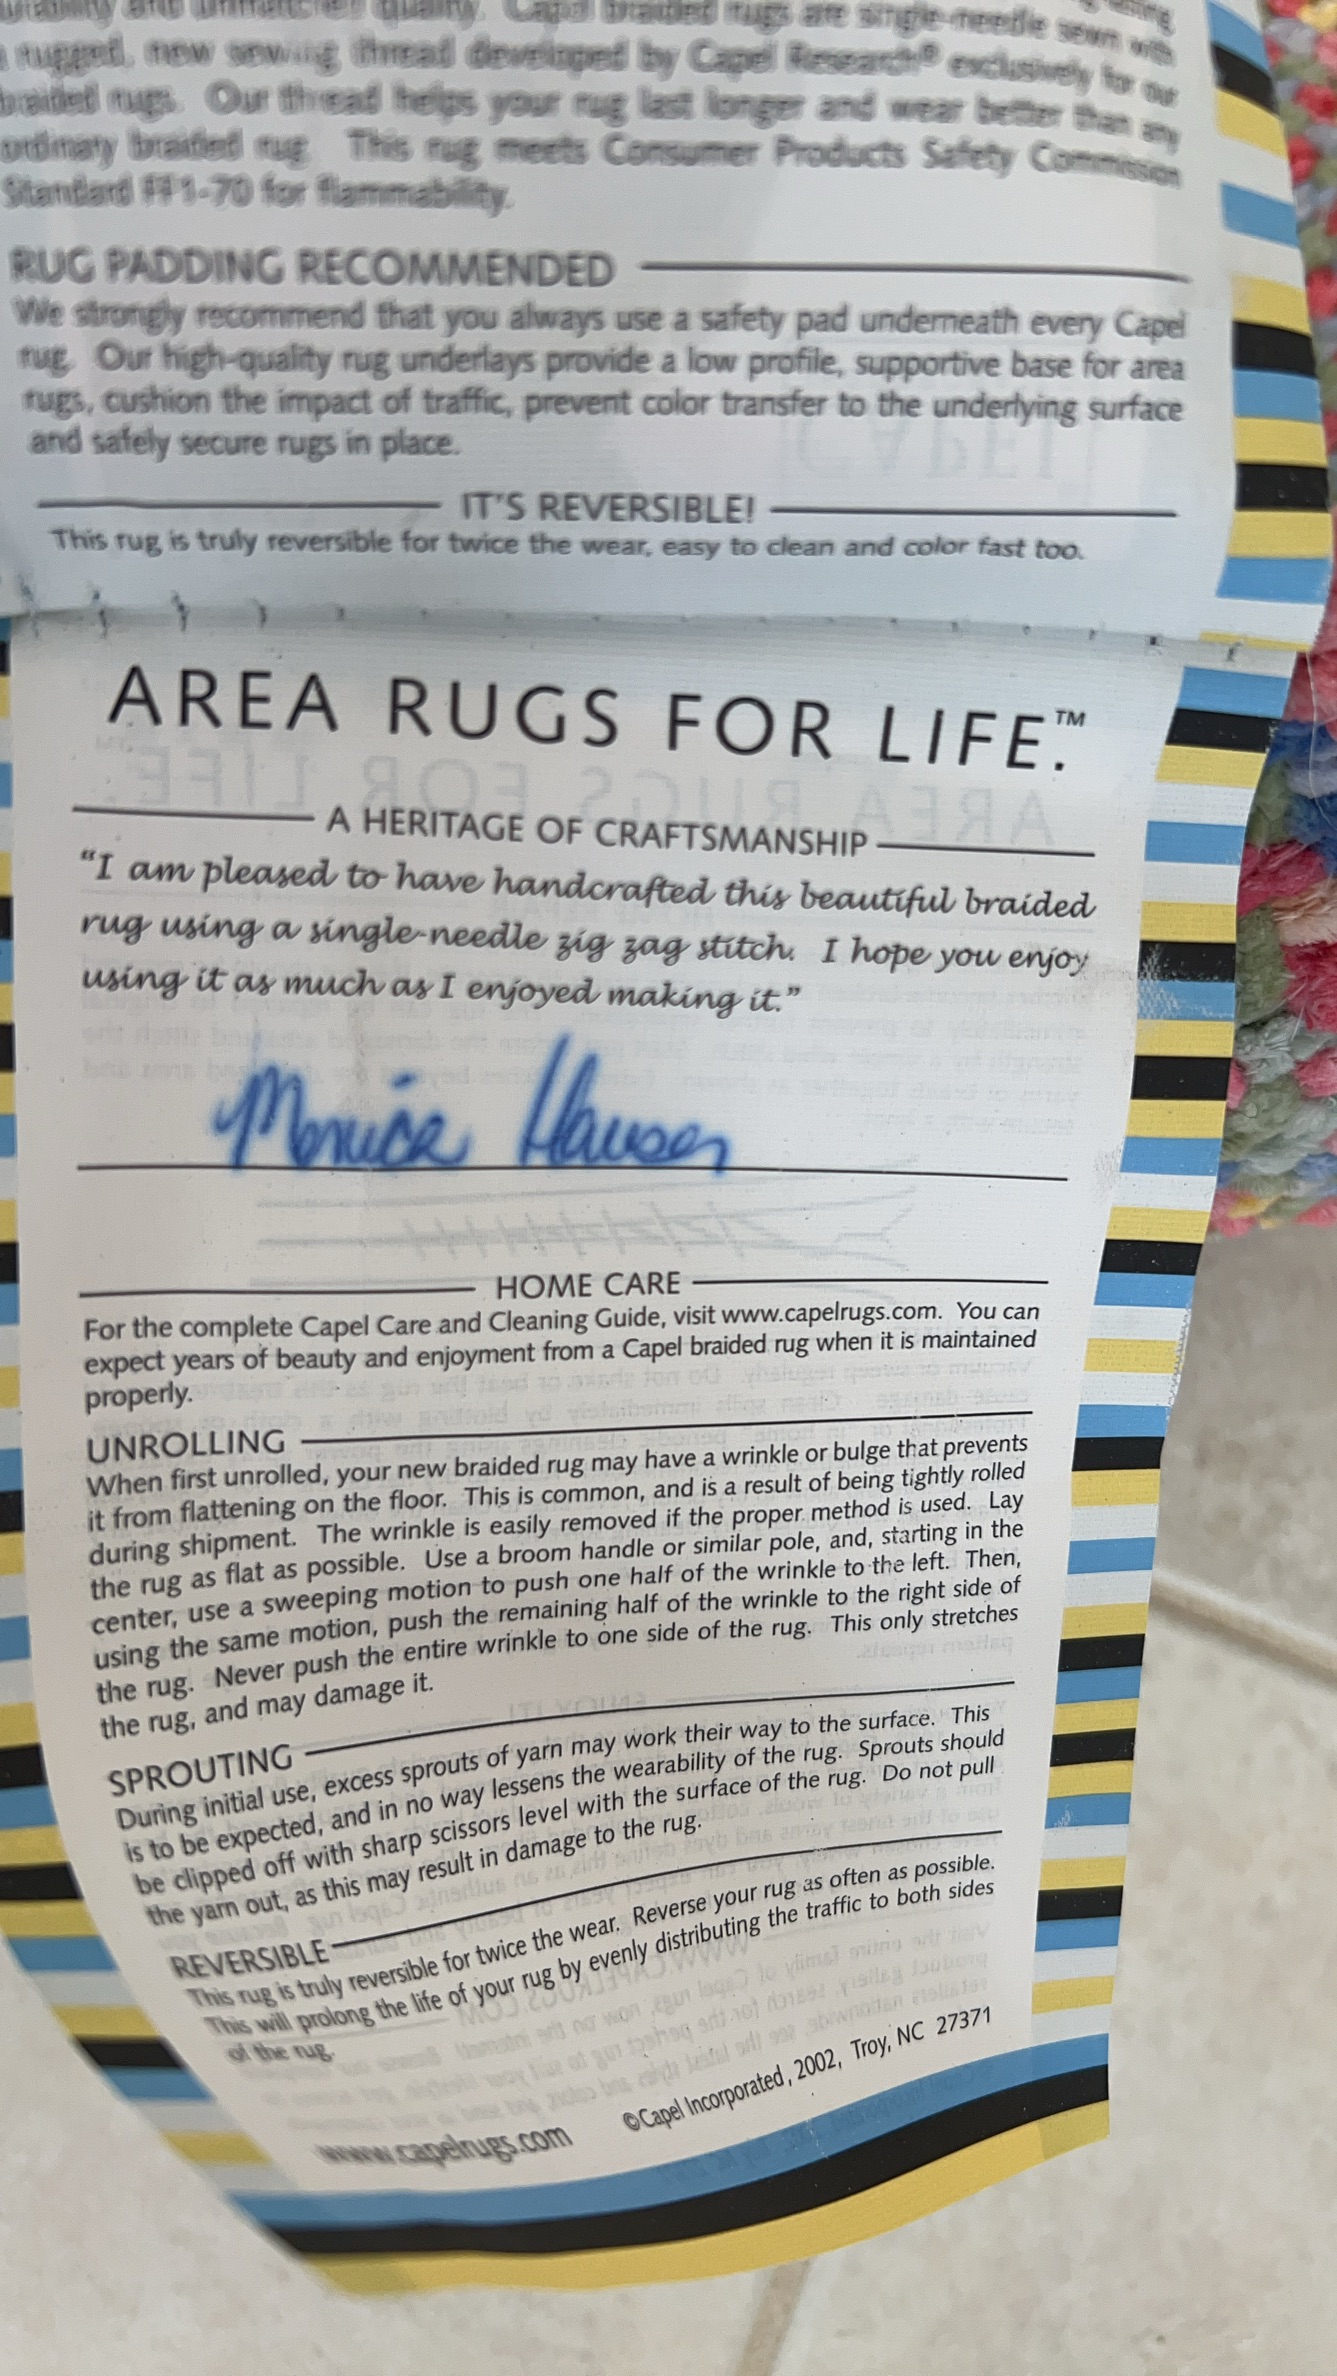 durability and unmatched quality. Capel braided rugs are single-needle sewn with
a rugged, new sewing thread developed by Capel Research® exclusively for our
braided rugs. Our thread helps your rug last longer and wear better than any
ordinary braided rug. This rug meets Consumer Products Safety Commission
Standard FF1-70 for flammability.
RUG PADDING RECOMMENDED
We strongly recommend that you always use a safety pad underneath every Capel
rug. Our high-quality rug underlays provide a low profile, supportive base for area
rugs, cushion the impact of traffic, prevent color transfer to the underlying surface
and safely secure rugs in place.
IT'S REVERSIBLE!
This rug is truly reversible for twice the wear, easy to clean and color fast too.
AREA RUGS FOR LIFE.™
A HERITAGE OF CRAFTSMANSHIP
“I am pleased to have handcrafted this beautiful braided
rug using a single-needle zig zag stitch. I hope you enjoy
using it as much as I enjoyed making it.”
Monica Hauser
HOME CARE
For the complete Capel Care and Cleaning Guide, visit www.capelrugs.com. You can
expect years of beauty and enjoyment from a Capel braided rug when it is maintained
properly.
UNROLLING
When first unrolled, your new braided rug may have a wrinkle or bulge that prevents
it from flattening on the floor. This is common, and is a result of being tightly rolled
during shipment. The wrinkle is easily removed if the proper method is used. Lay
the rug as flat as possible. Use a broom handle or similar pole, and, starting in the
center, use a sweeping motion to push one half of the wrinkle to the left. Then,
using the same motion, push the remaining half of the wrinkle to the right side of
the rug. Never push the entire wrinkle to one side of the rug. This only stretches
the rug, and may damage it.
SPROUTING
During initial use, excess sprouts of yarn may work their way to the surface. This
is to be expected, and in no way lessens the wearability of the rug. Sprouts should
be clipped off with sharp scissors level with the surface of the rug. Do not pull
the yarn out, as this may result in damage to the rug.
REVERSIBLE
This rug is truly reversible for twice the wear. Reverse your rug as often as possible.
This will prolong the life of your rug by evenly distributing the traffic to both sides
of the rug.
www.capelrugs.com ©Capel Incorporated, 2002, Troy, NC 27371